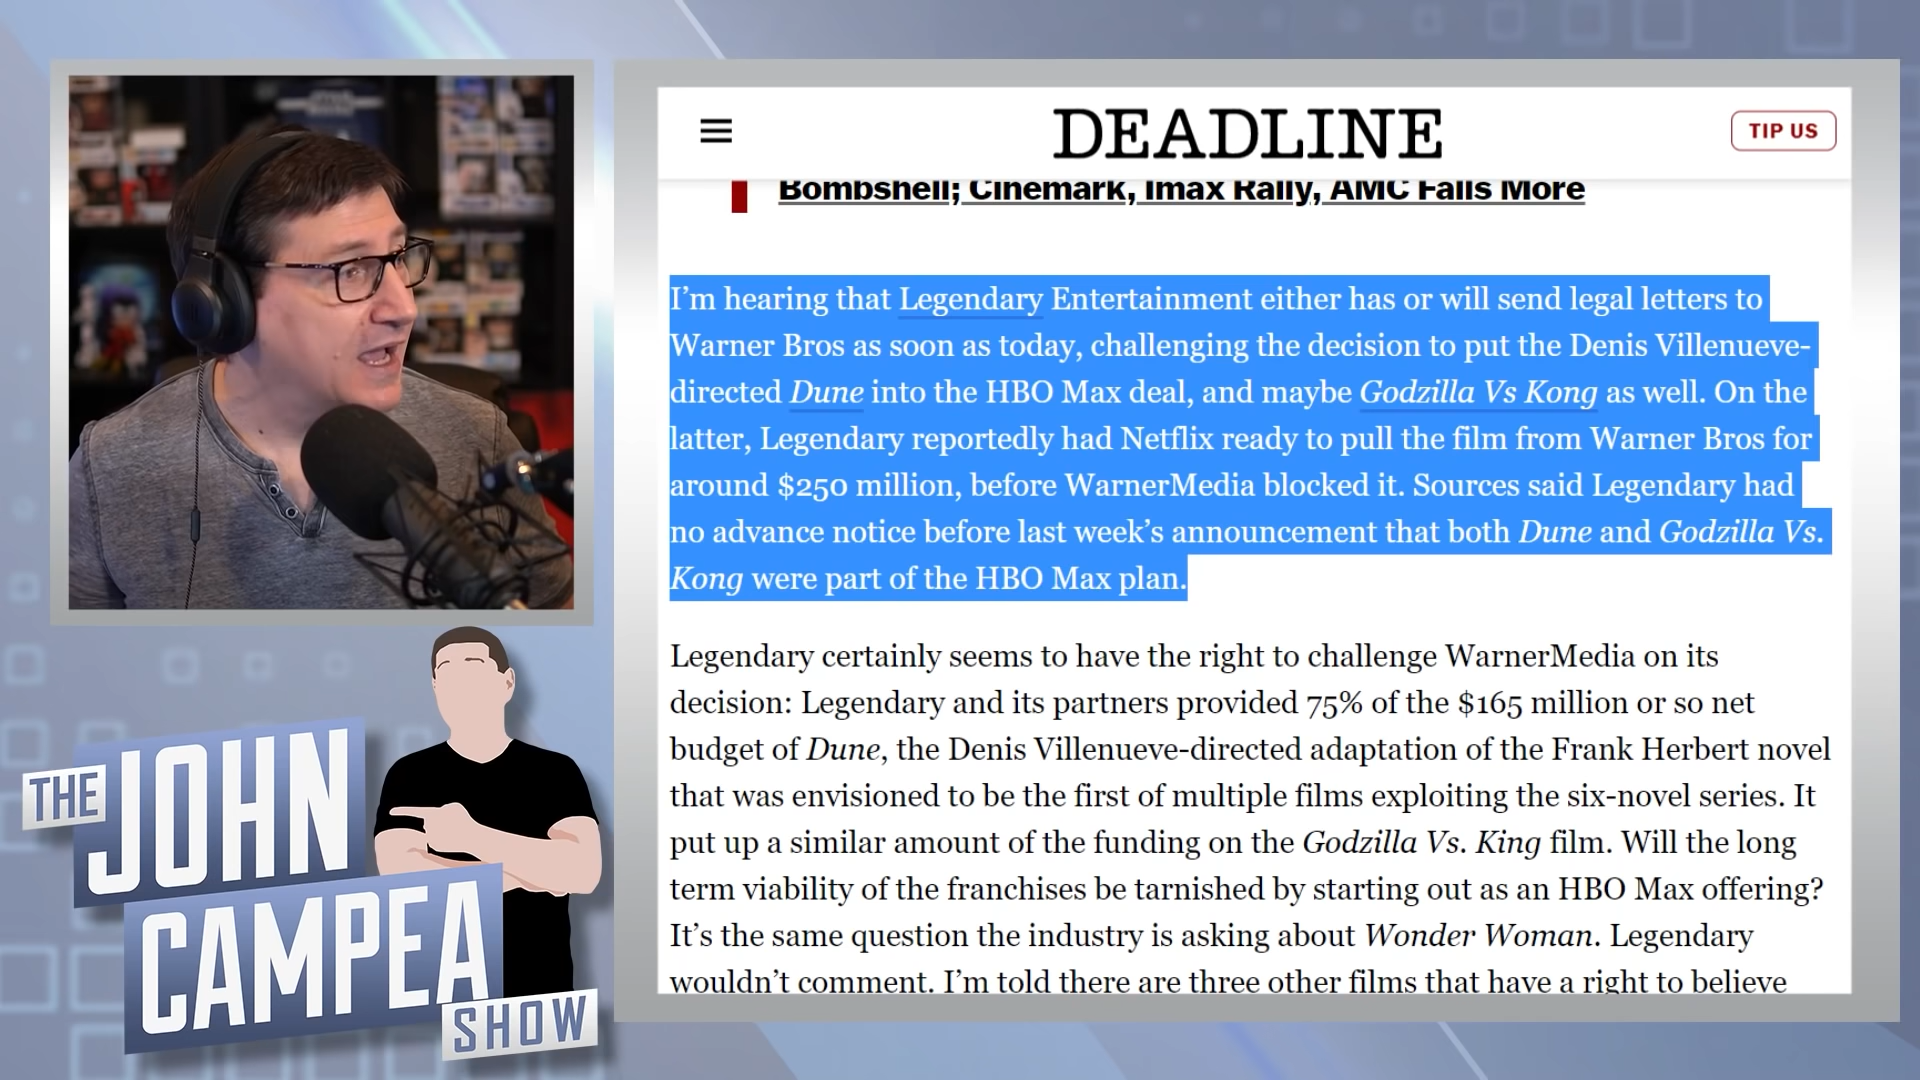 DEADLINE
TIP US
Bombshell; Cinemark, Imax Rally, AMC Falls More
I’m hearing that Legendary Entertainment either has or will send legal letters to
Warner Bros as soon as today, challenging the decision to put the Denis Villenueve-
directed Dune into the HBO Max deal, and maybe Godzilla Vs Kong as well. On the
latter, Legendary reportedly had Netflix ready to pull the film from Warner Bros for
around $250 million, before WarnerMedia blocked it. Sources said Legendary had
no advance notice before last week’s announcement that both Dune and Godzilla Vs.
Kong were part of the HBO Max plan.
Legendary certainly seems to have the right to challenge WarnerMedia on its
decision: Legendary and its partners provided 75% of the $165 million or so net
budget of Dune, the Denis Villenueve-directed adaptation of the Frank Herbert novel
that was envisioned to be the first of multiple films exploiting the six-novel series. It
put up a similar amount of the funding on the Godzilla Vs. King film. Will the long
term viability of the franchises be tarnished by starting out as an HBO Max offering?
It’s the same question the industry is asking about Wonder Woman. Legendary
wouldn’t comment. I’m told there are three other films that have a right to believe
THE
JOHN
CAMPEA
SHOW